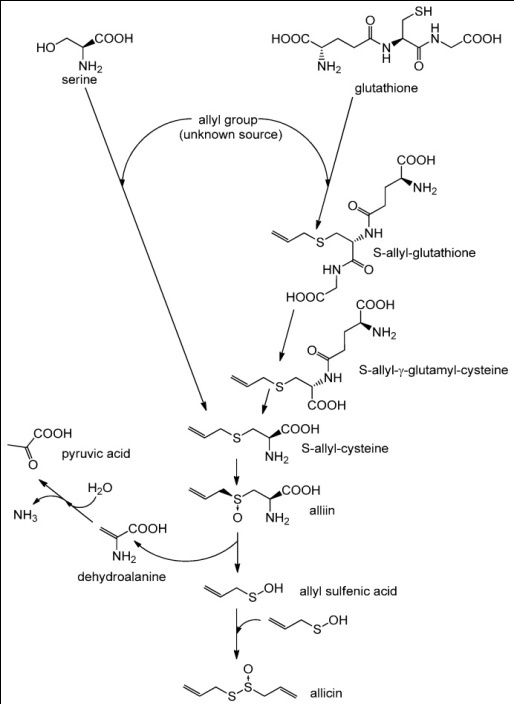 SH
HO
COOH
NH2
serine
HOOC
NH2
O
N
H
H
N
O
COOH
glutathione
allyl group
(unknown source)
COOH
NH2
O
NH
S
HN
O
HOOC
S-allyl-glutathione
COOH
NH2
O
NH
S
COOH
S-allyl-γ-glutamyl-cysteine
S
COOH
NH2
S-allyl-cysteine
COOH
O
pyruvic acid
H2O
NH3
S
O
COOH
NH2
alliin
COOH
NH2
dehydroalanine
S
OH
allyl sulfenic acid
S
OH
O
S
S
allicin